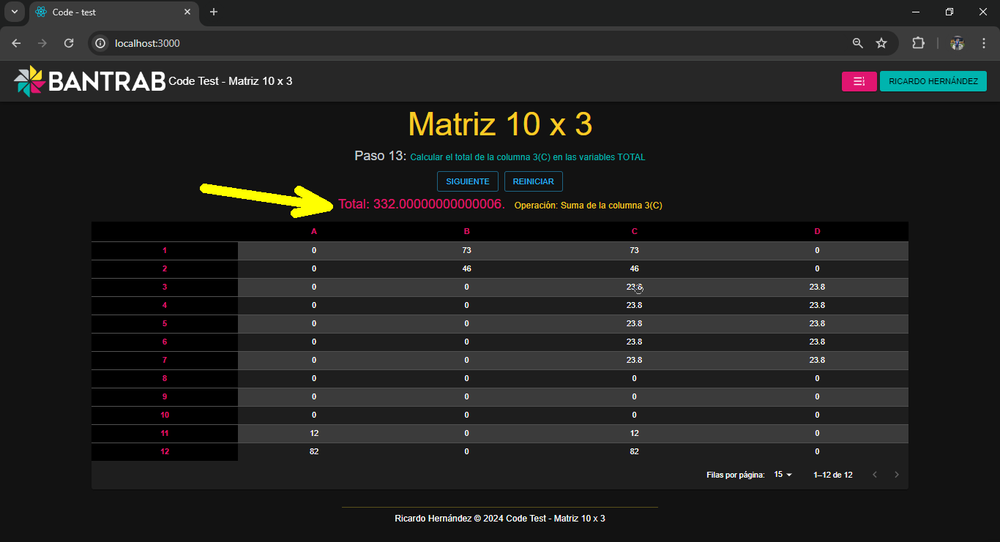 Code - test
localhost:3000
BANTRAB Code Test - Matriz 10 x 3 RICARDO HERNÁNDEZ
Matriz 10 x 3
Paso 13: Calcular el total de la columna 3(C) en las variables TOTAL
SIGUIENTE REINICIAR
Total: 332.00000000000006. Operación: Suma de la columna 3(C)
A B C D
1 0 73 73 0
2 0 46 46 0
3 0 0 23.8 23.8
4 0 0 23.8 23.8
5 0 0 23.8 23.8
6 0 0 23.8 23.8
7 0 0 23.8 23.8
8 0 0 0 0
9 0 0 0 0
10 0 0 0 0
11 12 0 12 0
12 82 0 82 0
Filas por página: 15 1–12 de 12
Ricardo Hernández © 2024 Code Test - Matriz 10 x 3